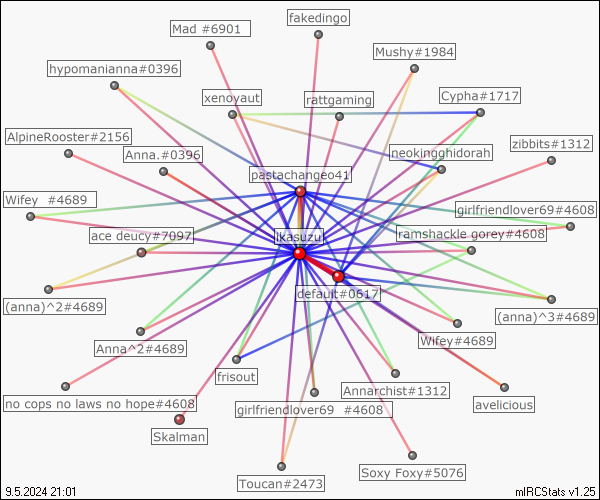 fakedingo
Mad #6901
Mushy#1984
hypomanianna#0396
xenoyaut
rattgaming
Cypha#1717
AlpineRooster#2156
Anna.#0396
neokingghidorah
zibbits#1312
pastachangeo41
Wifey #4689
girlfriendlover69#4608
ace deucy#7097
ikasuzu
ramshackle gorey#4608
default#0617
(anna)^2#4689
(anna)^3#4689
Anna^2#4689
Wifey#4689
frisout
Annarchist#1312
avelicious
no cops no laws no hope#4608
girlfriendlover69 #4608
Skalman
Toucan#2473
Soxy Foxy#5076
9.5.2024 21:01
mIRCStats v1.25